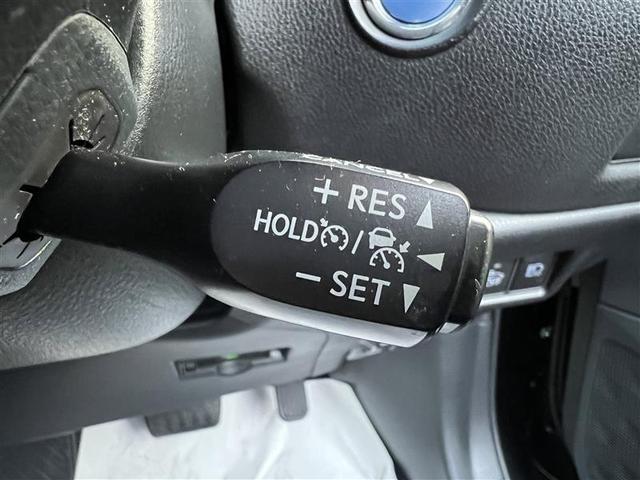 + RES
HOLD /
− SET